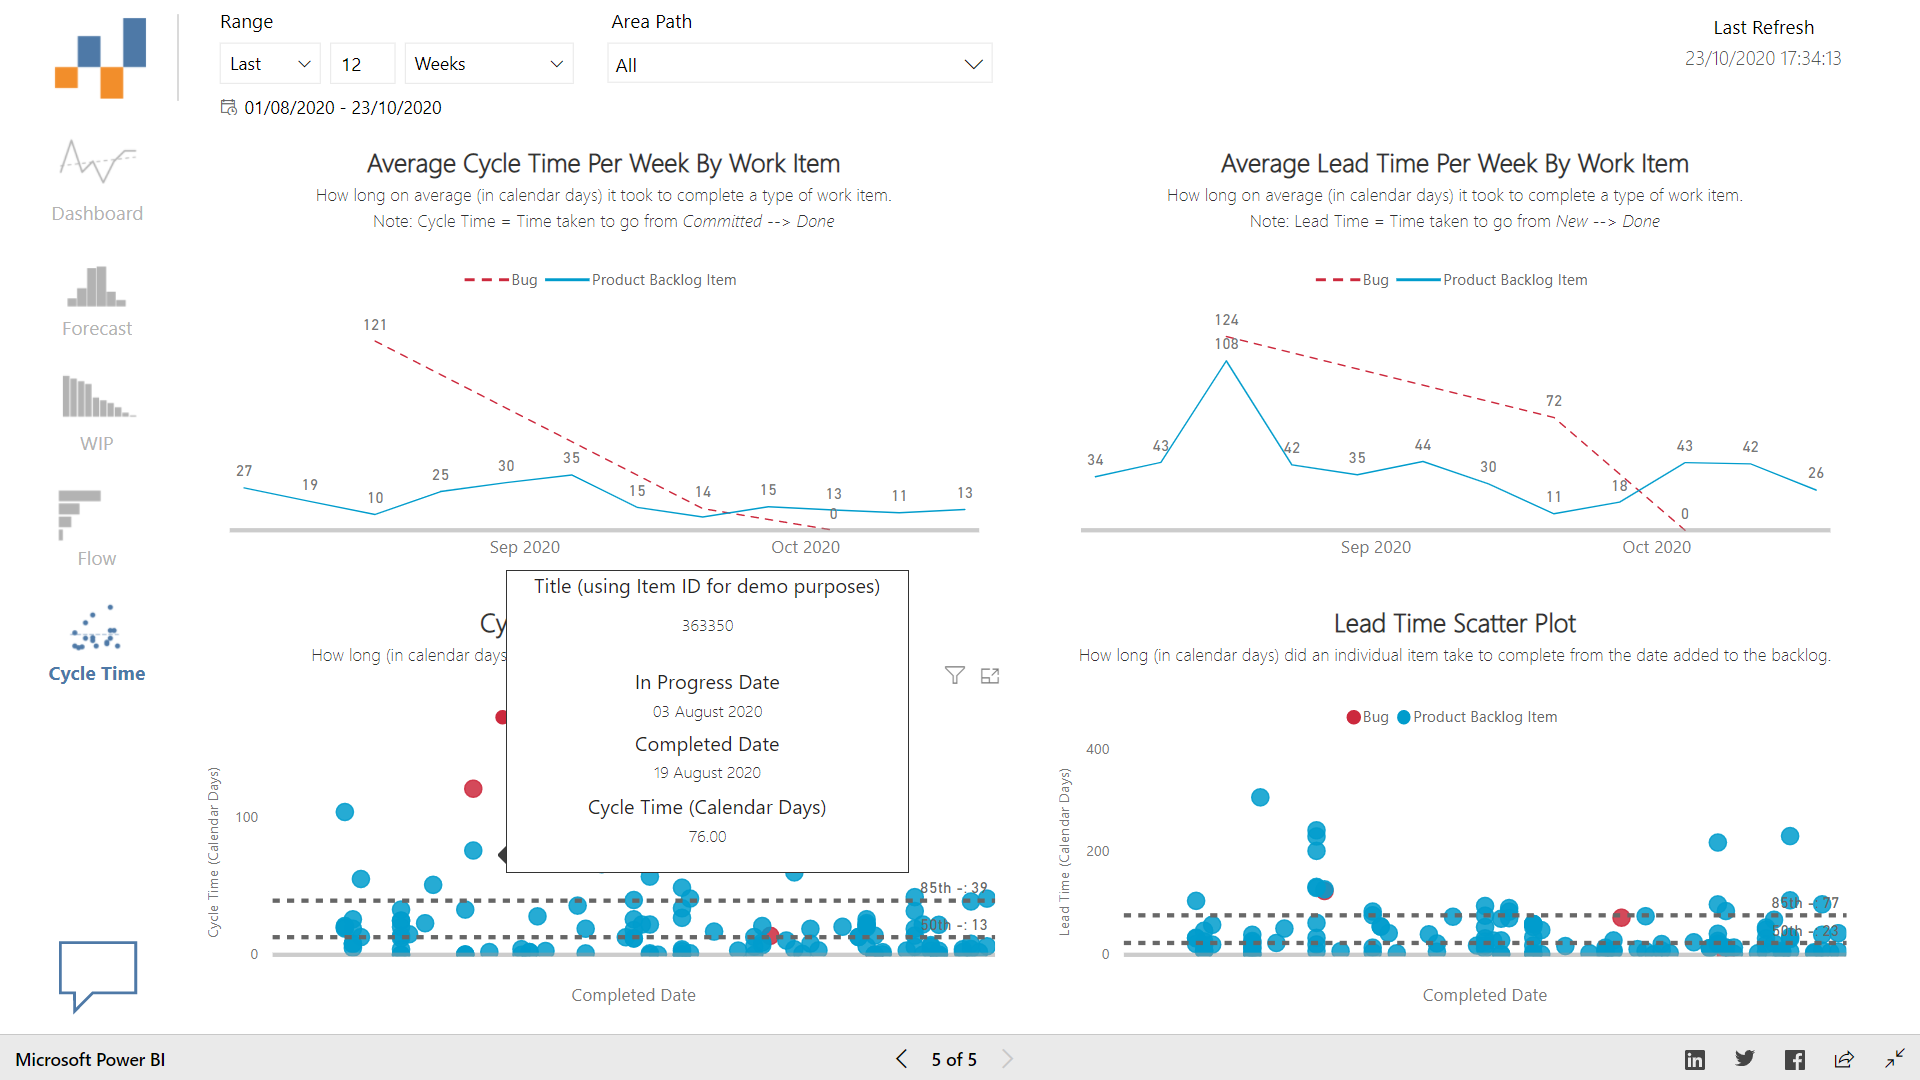 Range
Area Path
Last Refresh
Last 12 Weeks
All
23/10/2020 17:34:13
01/08/2020 - 23/10/2020
Dashboard
Forecast
WIP
Flow
Cycle Time
Average Cycle Time Per Week By Work Item
How long on average (in calendar days) it took to complete a type of work item.
Note: Cycle Time = Time taken to go from Committed --> Done
Bug Product Backlog Item
121
27 19 10 25 30 35 15 14 15 13 11 13
0
Sep 2020 Oct 2020
Average Lead Time Per Week By Work Item
How long on average (in calendar days) it took to complete a type of work item.
Note: Lead Time = Time taken to go from New --> Done
Bug Product Backlog Item
124
108
72
34 43 42 35 44 30 11 18 43 42 26
0
Sep 2020 Oct 2020
Cy
How long (in calendar days
Title (using Item ID for demo purposes)
363350
In Progress Date
03 August 2020
Completed Date
19 August 2020
Cycle Time (Calendar Days)
76.00
Cycle Time (Calendar Days)
100
0
85th -: 39
50th -: 13
Completed Date
Lead Time Scatter Plot
How long (in calendar days) did an individual item take to complete from the date added to the backlog.
Bug Product Backlog Item
Lead Time (Calendar Days)
400
200
0
85th - 77
50th - 23
Completed Date
Microsoft Power BI
5 of 5